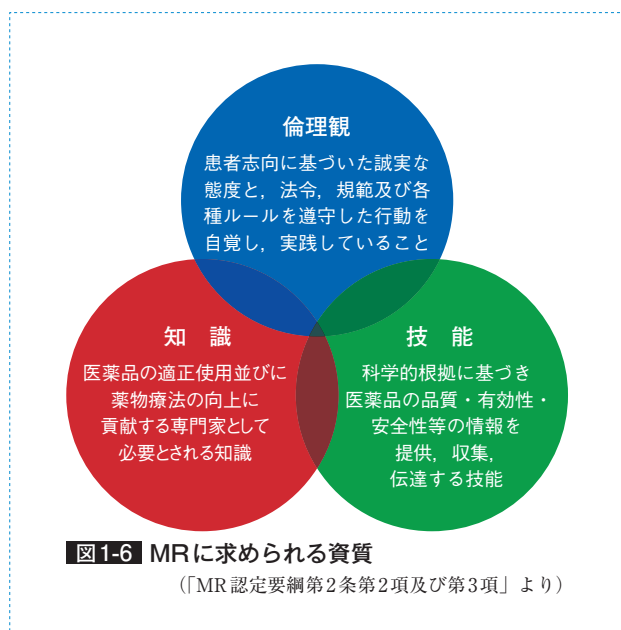 倫理観
患者志向に基づいた誠実な
態度と，法令，規範及び各
種ルールを遵守した行動を
自覚し，実践していること
知　識
医薬品の適正使用並びに
薬物療法の向上に
貢献する専門家として
必要とされる知識
技　能
科学的根拠に基づき
医薬品の品質・有効性・
安全性等の情報を
提供，収集，
伝達する技能
図1-6 MRに求められる資質
（「MR認定要綱第2条第2項及び第3項」より）